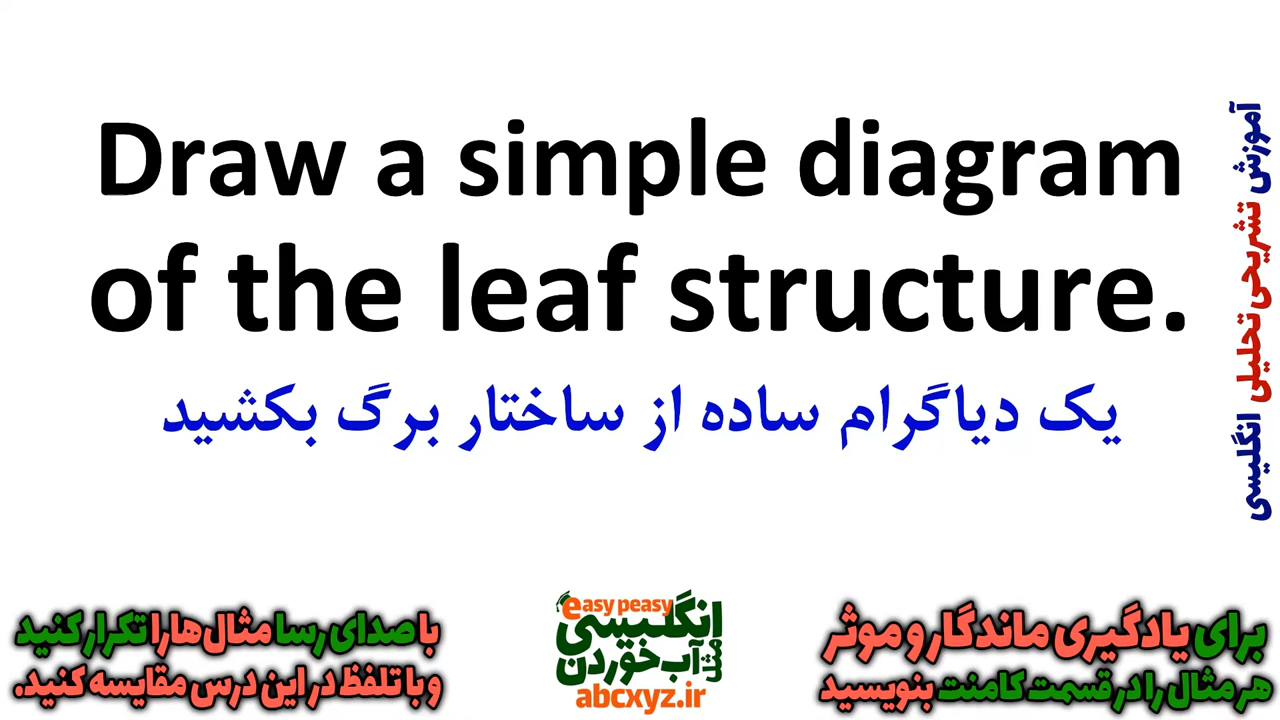 Draw a simple diagram
of the leaf structure.
یک دیاگرام ساده از ساختار برگ بکشید
آموزش تشریحی تحلیلی انگلیسی
برای یادگیری ماندگار و موثر
هر مثال را در قسمت کامنت بنویسید
easy peasy
انگلیسی
مثل آب خوردن
abcxyz.ir
با صدای رسا مثال‌ها را تکرار کنید
و با تلفظ در این درس مقایسه کنید.